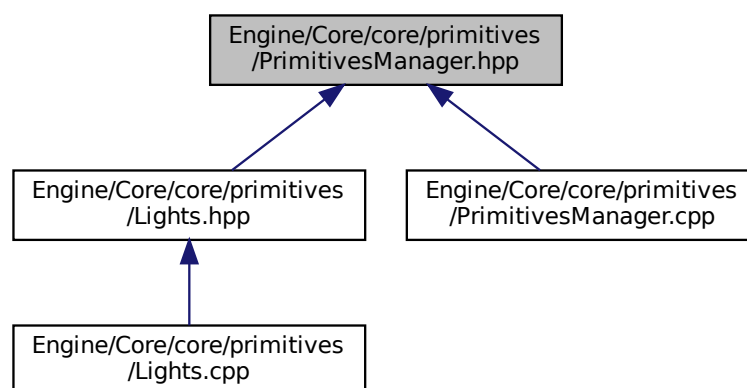 Engine/Core/core/primitives
/PrimitivesManager.hpp
Engine/Core/core/primitives
/Lights.hpp
Engine/Core/core/primitives
/PrimitivesManager.cpp
Engine/Core/core/primitives
/Lights.cpp